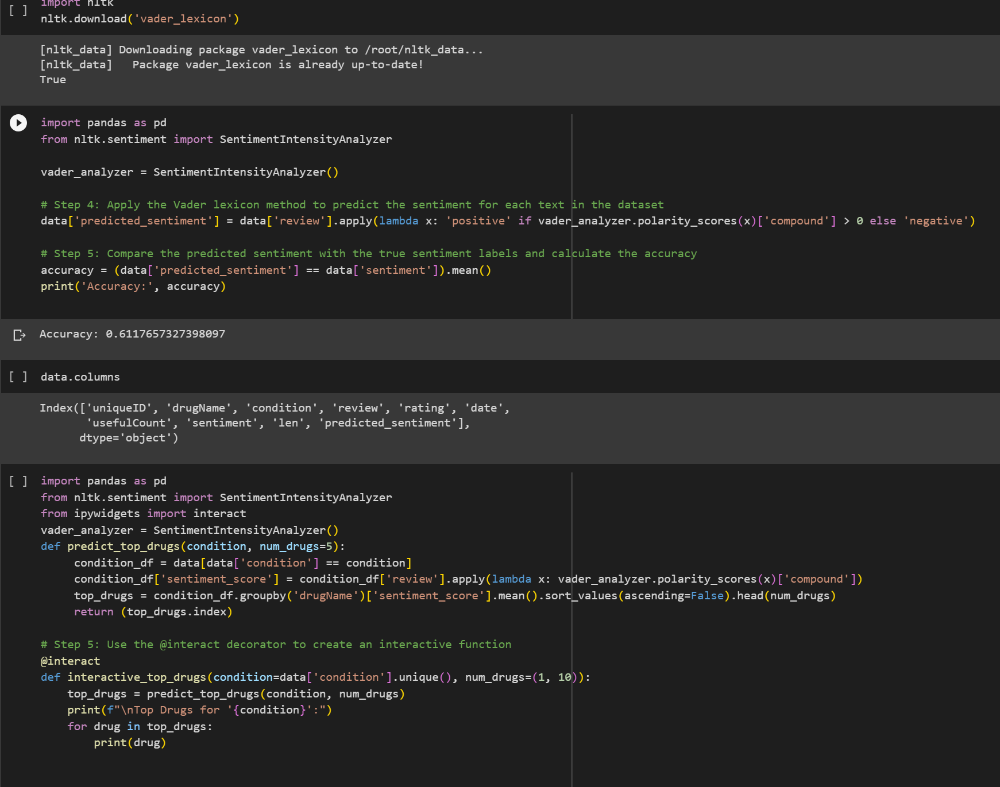 [ ] import nltk
nltk.download('vader_lexicon')
[nltk_data] Downloading package vader_lexicon to /root/nltk_data...
[nltk_data]   Package vader_lexicon is already up-to-date!
True
import pandas as pd
from nltk.sentiment import SentimentIntensityAnalyzer
vader_analyzer = SentimentIntensityAnalyzer()
# Step 4: Apply the Vader lexicon method to predict the sentiment for each text in the dataset
data['predicted_sentiment'] = data['review'].apply(lambda x: 'positive' if vader_analyzer.polarity_scores(x)['compound'] > 0 else 'negative')
# Step 5: Compare the predicted sentiment with the true sentiment labels and calculate the accuracy
accuracy = (data['predicted_sentiment'] == data['sentiment']).mean()
print('Accuracy:', accuracy)
Accuracy: 0.6117657327398097
[ ] data.columns
Index(['uniqueID', 'drugName', 'condition', 'review', 'rating', 'date',
       'usefulCount', 'sentiment', 'len', 'predicted_sentiment'],
      dtype='object')
[ ] import pandas as pd
from nltk.sentiment import SentimentIntensityAnalyzer
from ipywidgets import interact
vader_analyzer = SentimentIntensityAnalyzer()
def predict_top_drugs(condition, num_drugs=5):
     condition_df = data[data['condition'] == condition]
     condition_df['sentiment_score'] = condition_df['review'].apply(lambda x: vader_analyzer.polarity_scores(x)['compound'])
     top_drugs = condition_df.groupby('drugName')['sentiment_score'].mean().sort_values(ascending=False).head(num_drugs)
     return (top_drugs.index)
# Step 5: Use the @interact decorator to create an interactive function
@interact
def interactive_top_drugs(condition=data['condition'].unique(), num_drugs=(1, 10)):
    top_drugs = predict_top_drugs(condition, num_drugs)
    print(f"\nTop Drugs for '{condition}':")
    for drug in top_drugs:
        print(drug)